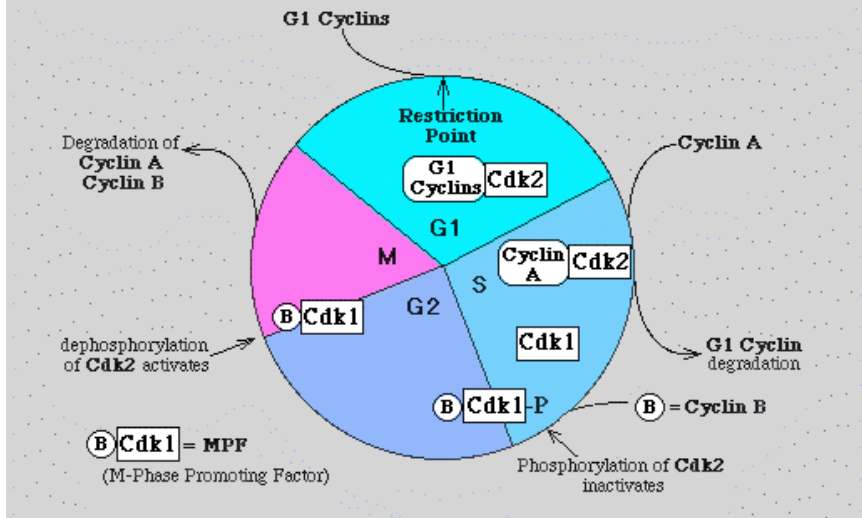 G1 Cyclins
Restriction
Point
Degradation of
Cyclin A
Cyclin B
Cyclin A
G1
Cyclins
Cdk2
G1
M
S
Cyclin
A
Cdk2
G2
B Cdk1
Cdk1
dephosphorylation
of Cdk2 activates
G1 Cyclin
degradation
B Cdk1-P
B = Cyclin B
B Cdk1 = MPF
(M-Phase Promoting Factor)
Phosphorylation of Cdk2
inactivates